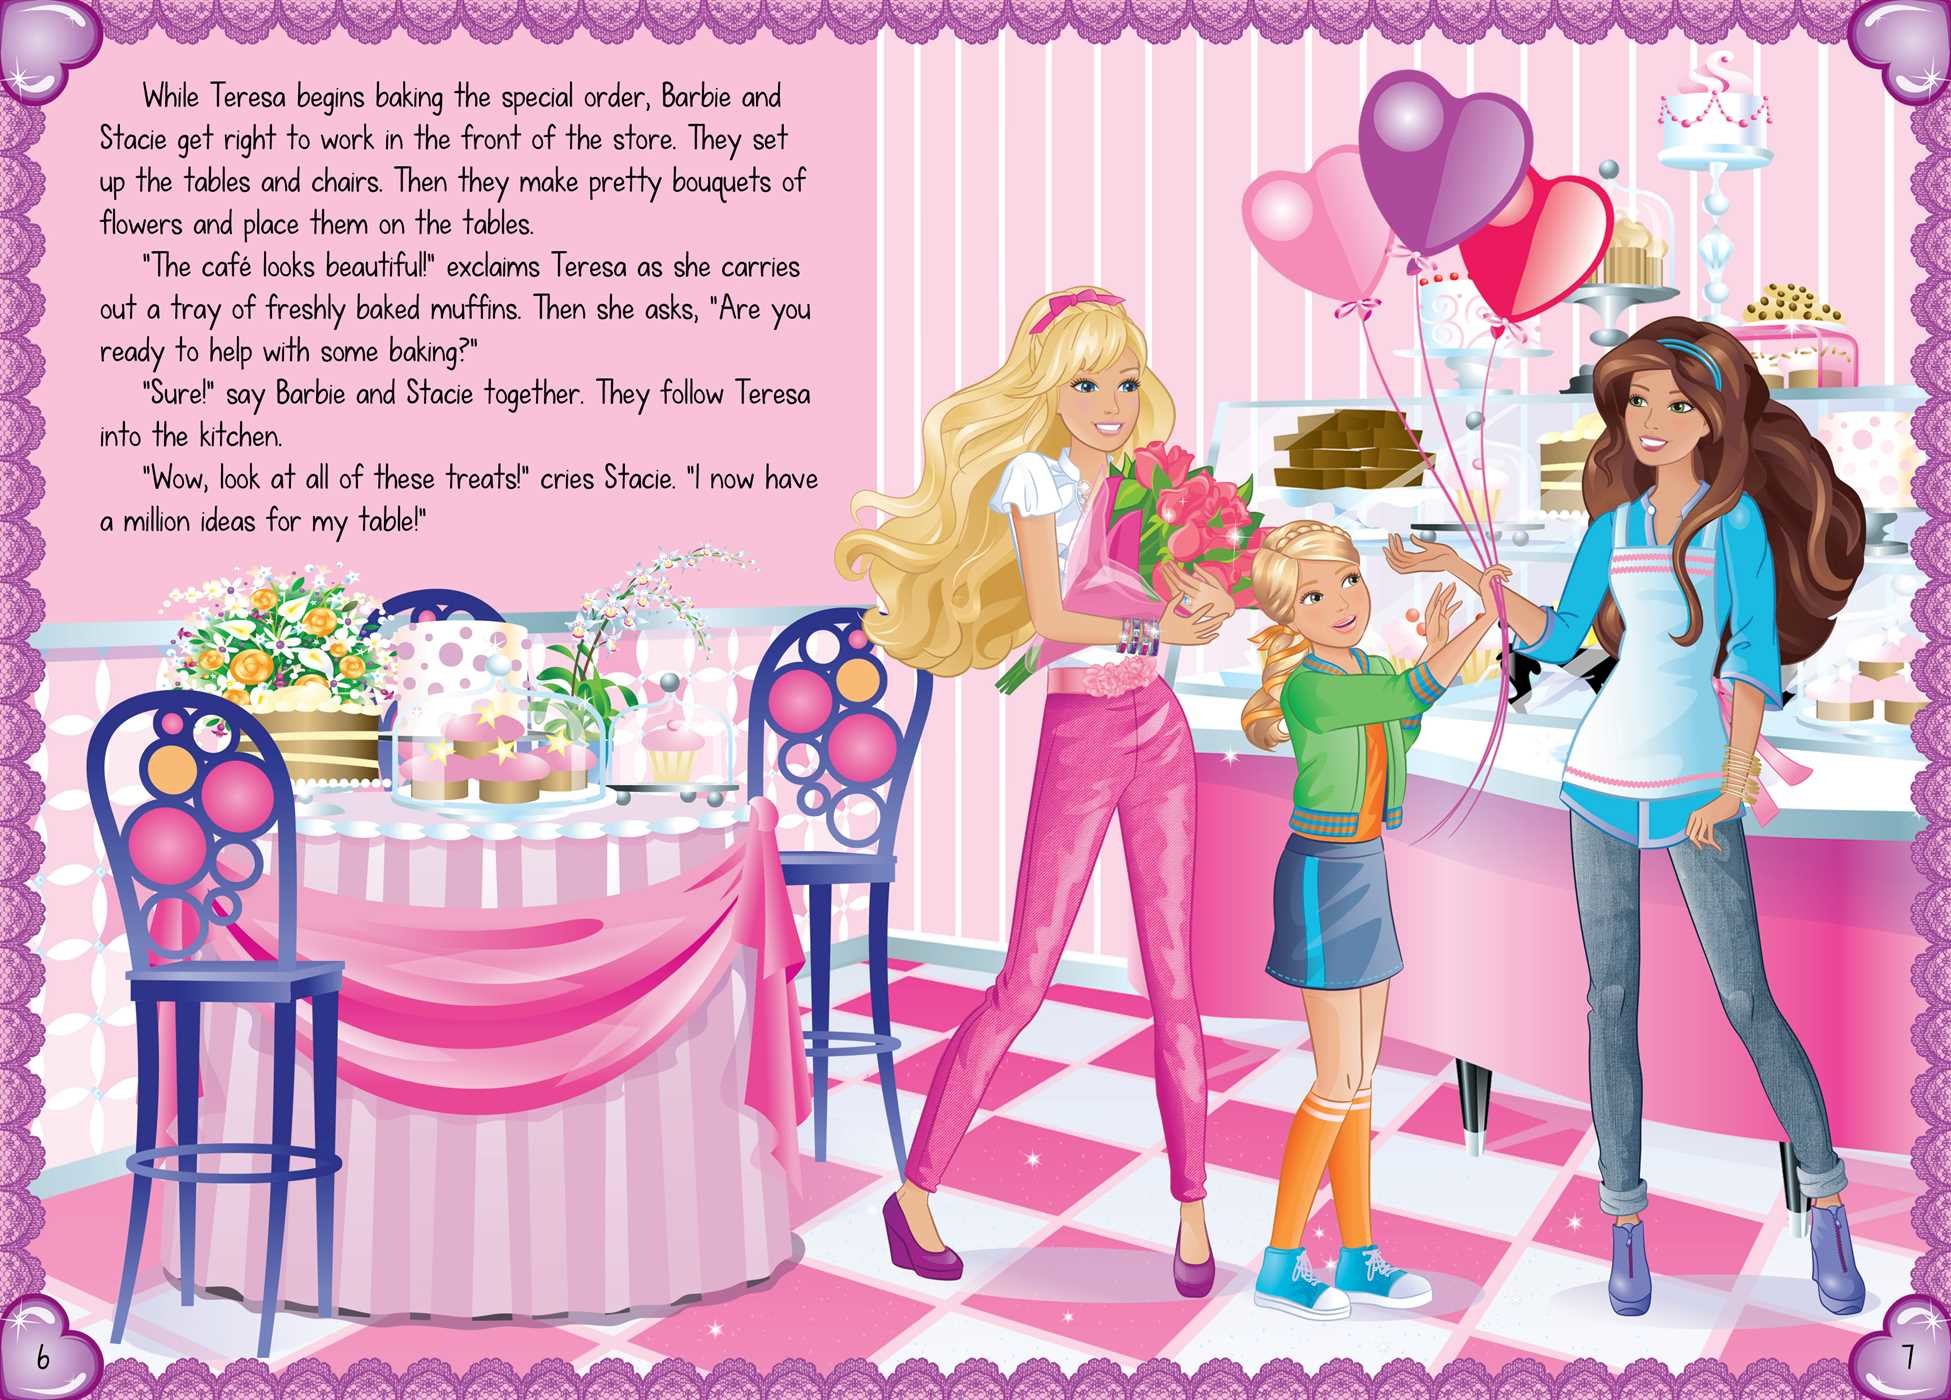 While Teresa begins baking the special order, Barbie and
Stacie get right to work in the front of the store. They set
up the tables and chairs. Then they make pretty bouquets of
flowers and place them on the tables.
"The café looks beautiful!" exclaims Teresa as she carries
out a tray of freshly baked muffins. Then she asks, "Are you
ready to help with some baking?"
"Sure!" say Barbie and Stacie together. They follow Teresa
into the kitchen.
"Wow, look at all of these treats!" cries Stacie. "I now have
a million ideas for my table!"
6
7